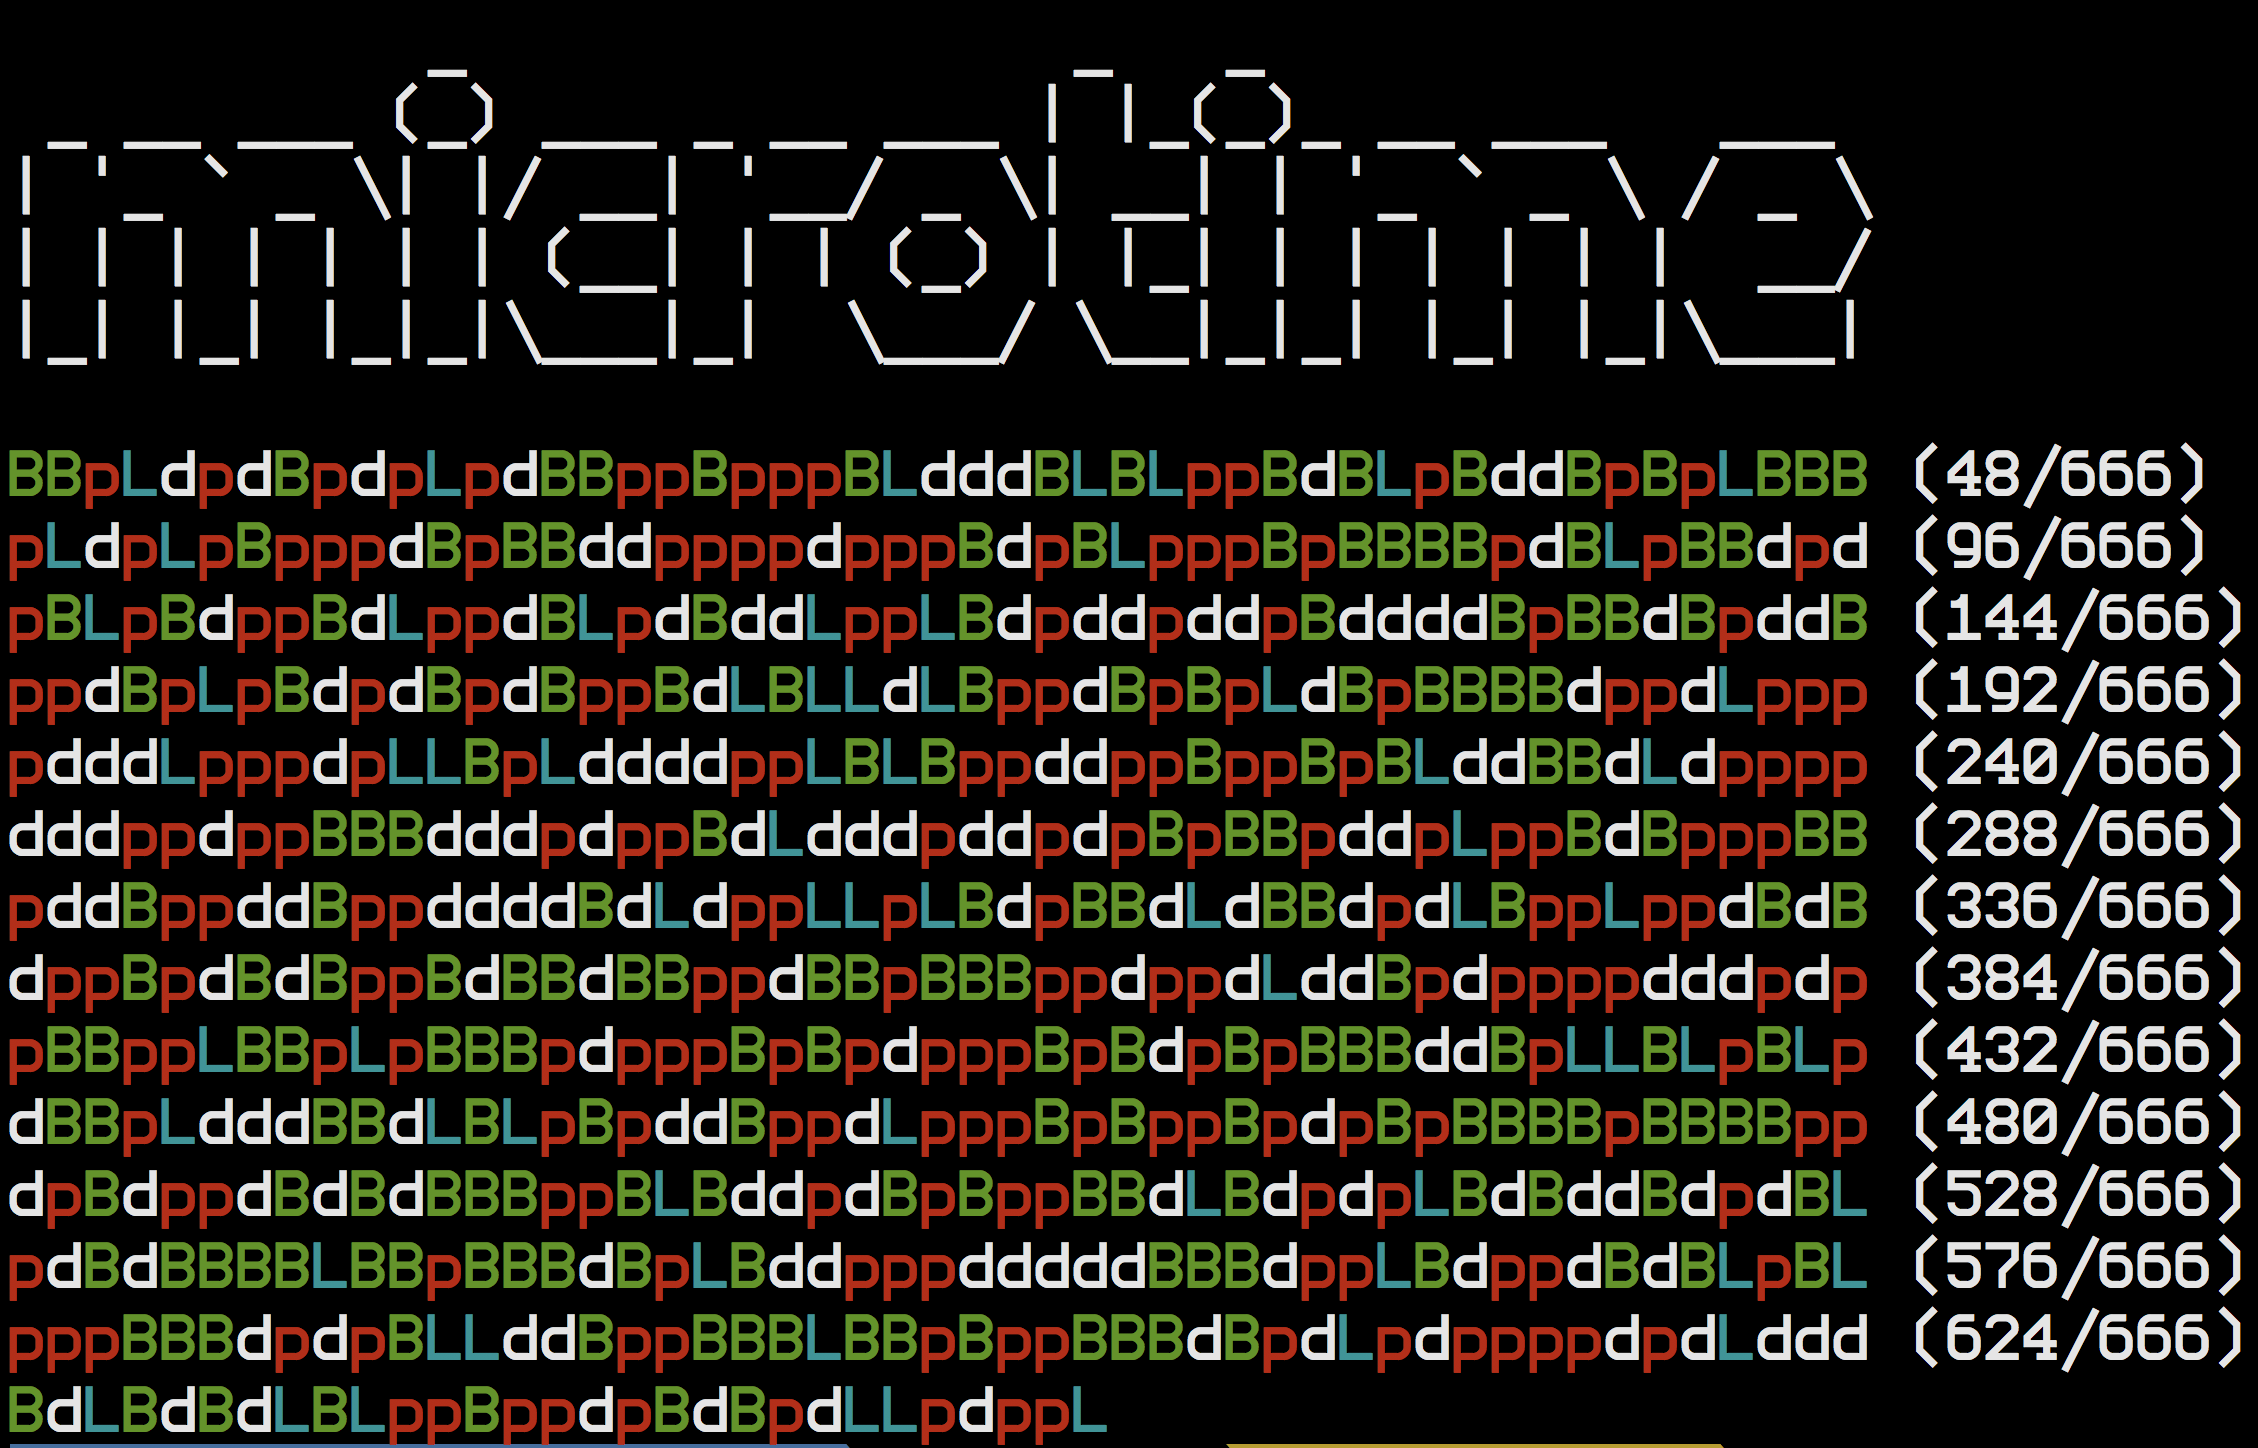 microtime
BBpLdpdBpdpLpdBBppBpppBLdddBLBLppBdBLpBddBpBpLBBB (48/666)
pLdpLpBpppdBpBBddppppdpppBdpBLpppBpBBBBpdBLpBBdpd (96/666)
pBLpBdppBdLppdBLpdBddLppLBdpddpddpBddddBpBBdBpddB (144/666)
ppdBpLpBdpdBpdBppBdLBLLdLBppdBpBpLdBpBBBBdppdLppp (192/666)
pdddLpppdpLLBpLddddppLBLBppddppBppBpBLddBBdLdpppp (240/666)
dddppdppBBBdddpdppBdLdddpddpdpBpBBpddpLppBdBpppBB (288/666)
pddBppddBppddddBdLdppLLpLBdpBBdLdBBdpdLBppLppdBdB (336/666)
dppBpdBdBppBdBBdBBppdBBpBBBppdppdLddBpdppppdddpdp (384/666)
pBBppLBBpLpBBBpdpppBpBpdpppBpBdpBpBBBddBpLLBLpBLp (432/666)
dBBpLdddBBdLBLpBpddBppdLpppBpBppBpdpBpBBBBpBBBBpp (480/666)
dpBdppdBdBdBBBppBLBddpdBpBppBBdLBdpdpLBdBddBdpdBL (528/666)
pdBdBBBBLBBpBBBdBpLBddpppdddddBBBdppLBdppdBdBLpBL (576/666)
pppBBBdpdpBLLddBppBBBLBBpBppBBBdBpdLpdppppdpdLddd (624/666)
BdLBdBdLBLppBppdpBdBpdLLpdppL